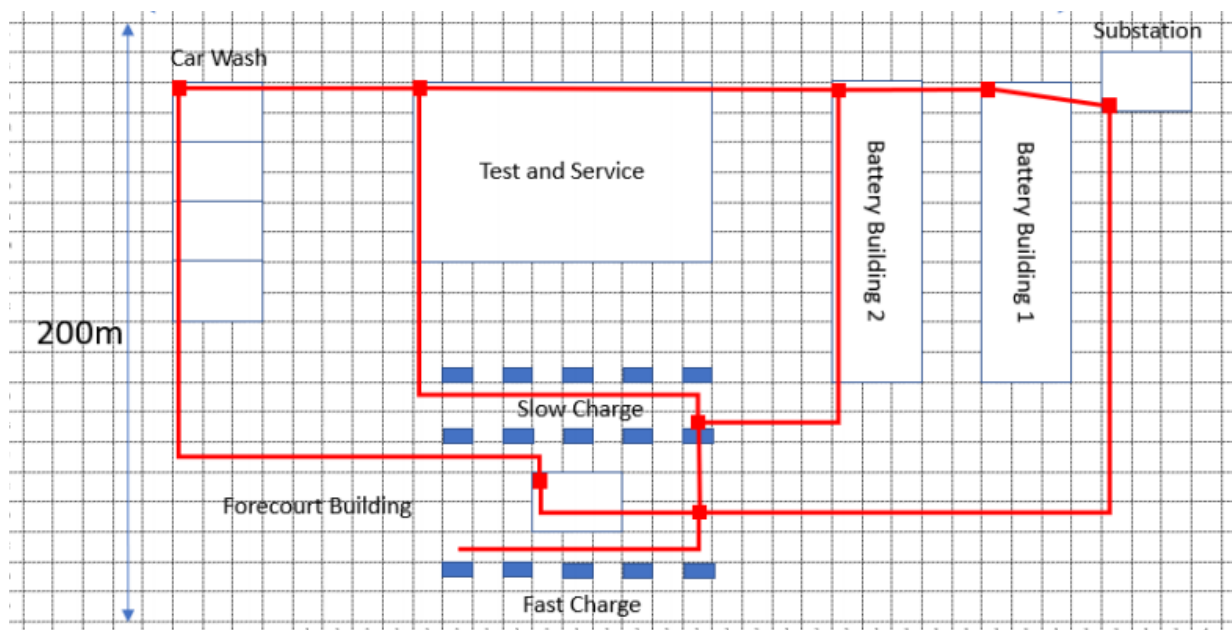 Substation
Car Wash
Test and Service
Battery Building 2
Battery Building 1
200m
Slow Charge
Forecourt Building
Fast Charge